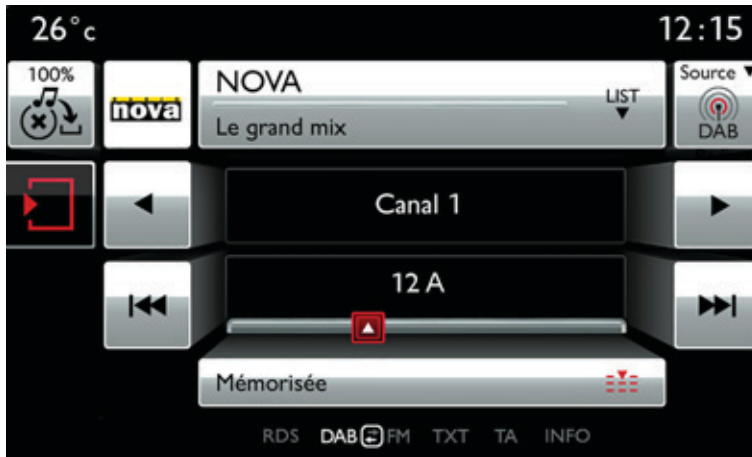 26°c
12:15
100%
nova
NOVA
LIST
Le grand mix
Source
DAB
Canal 1
12 A
Mémorisée
RDS DAB FM TXT TA INFO